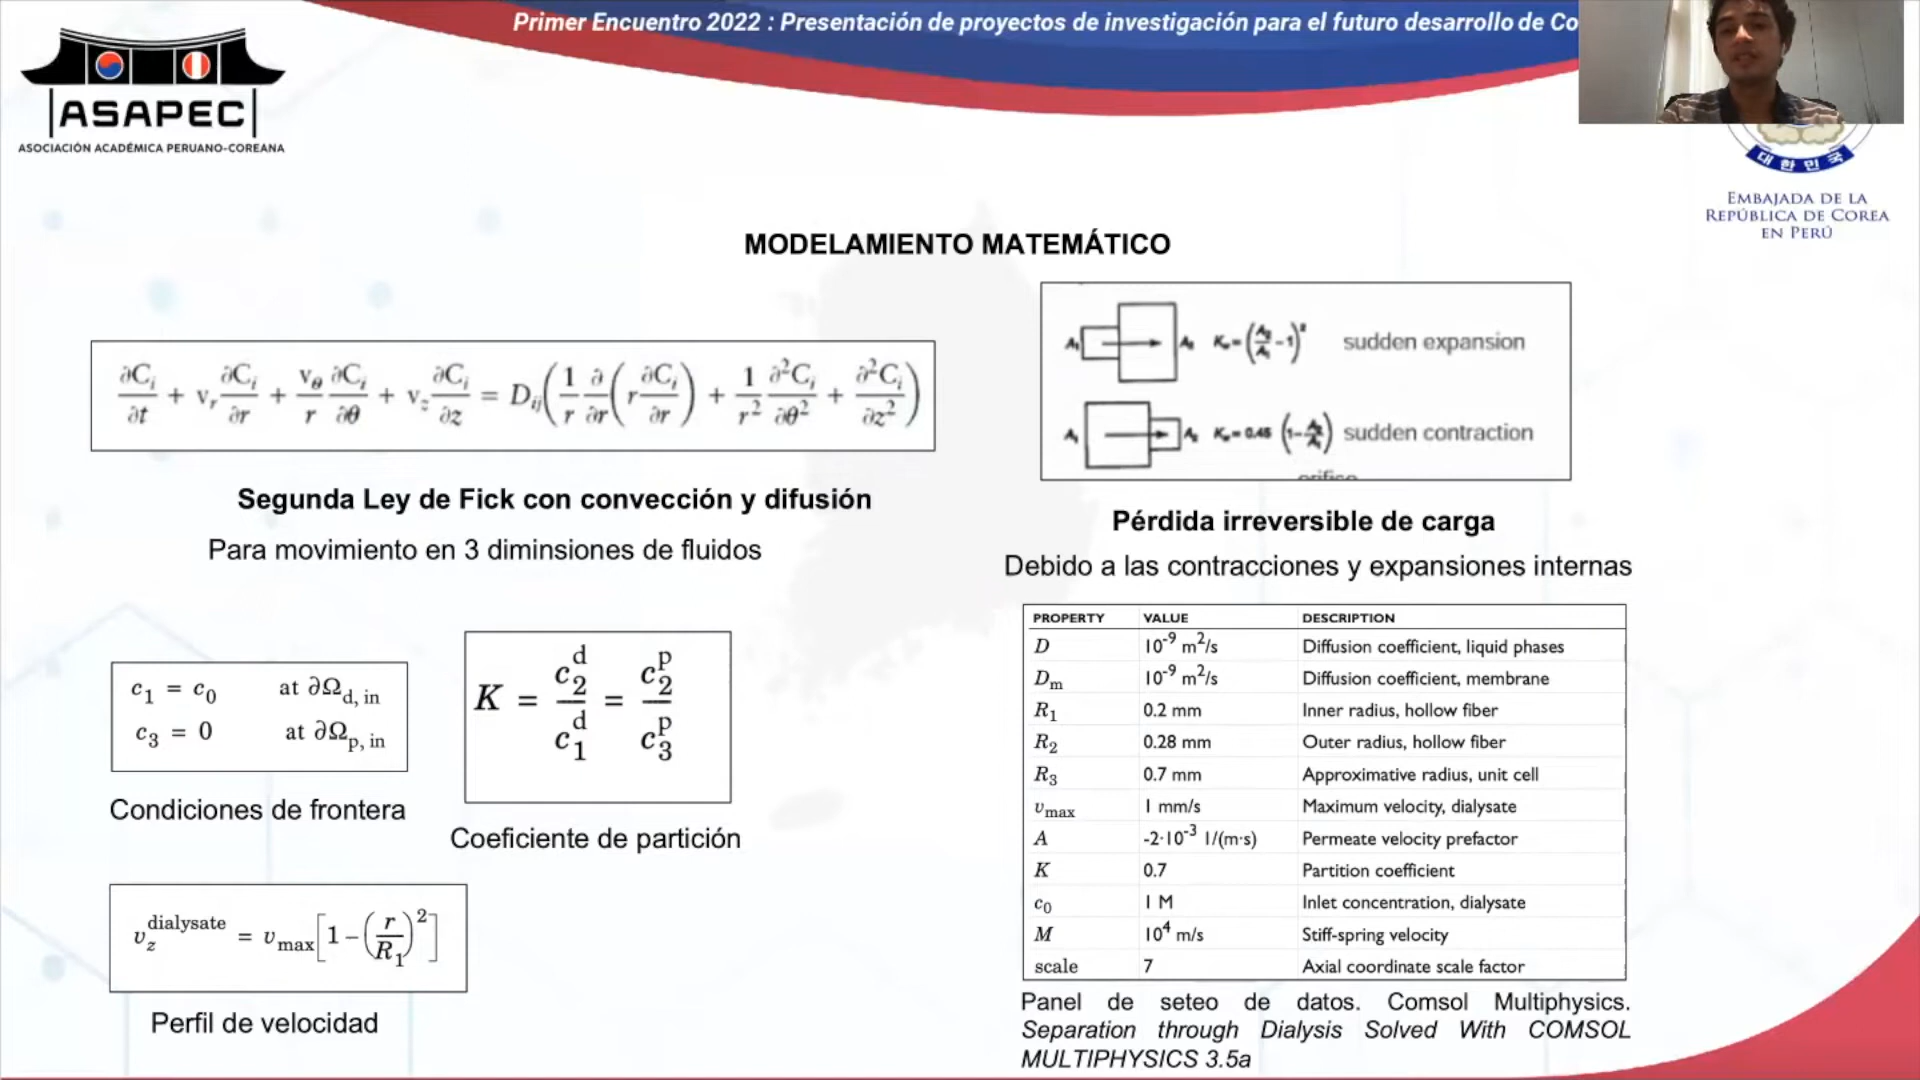 Primer Encuentro 2022 : Presentación de proyectos de investigación para el futuro desarrollo de Co
ASAPEC
ASOCIACIÓN ACADÉMICA PERUANO-COREANA
대한민국
EMBAJADA DE LA
REPÚBLICA DE COREA
EN PERÚ
MODELAMIENTO MATEMÁTICO
∂C_i/∂t + v_r ∂C_i/∂r + v_θ/r ∂C_i/∂θ + v_z ∂C_i/∂z = D_ij(1/r ∂/∂r(r ∂C_i/∂r) + 1/r² ∂²C_i/∂θ² + ∂²C_i/∂z²)
Segunda Ley de Fick con convección y difusión
Para movimiento en 3 diminsiones de fluidos
A₁ A₂ K_w = (A₂/A₁ - 1)² sudden expansion
A₁ A₂ K_w = 0.45 (1 - A₂/A₁) sudden contraction
Pérdida irreversible de carga
Debido a las contracciones y expansiones internas
c₁ = c₀ at ∂Ω_d, in
c₃ = 0 at ∂Ω_p, in
Condiciones de frontera
K = c₂^d/c₁^d = c₂^p/c₃^p
Coeficiente de partición
v_z^dialysate = v_max[1-(r/R₁)²]
Perfil de velocidad
PROPERTY VALUE DESCRIPTION
D 10⁻⁹ m²/s Diffusion coefficient, liquid phases
D_m 10⁻⁹ m²/s Diffusion coefficient, membrane
R₁ 0.2 mm Inner radius, hollow fiber
R₂ 0.28 mm Outer radius, hollow fiber
R₃ 0.7 mm Approximative radius, unit cell
v_max 1 mm/s Maximum velocity, dialysate
A -2·10⁻³ 1/(m·s) Permeate velocity prefactor
K 0.7 Partition coefficient
c₀ 1 M Inlet concentration, dialysate
M 10⁴ m/s Stiff-spring velocity
scale 7 Axial coordinate scale factor
Panel de seteo de datos. Comsol Multiphysics.
Separation through Dialysis Solved With COMSOL
MULTIPHYSICS 3.5a